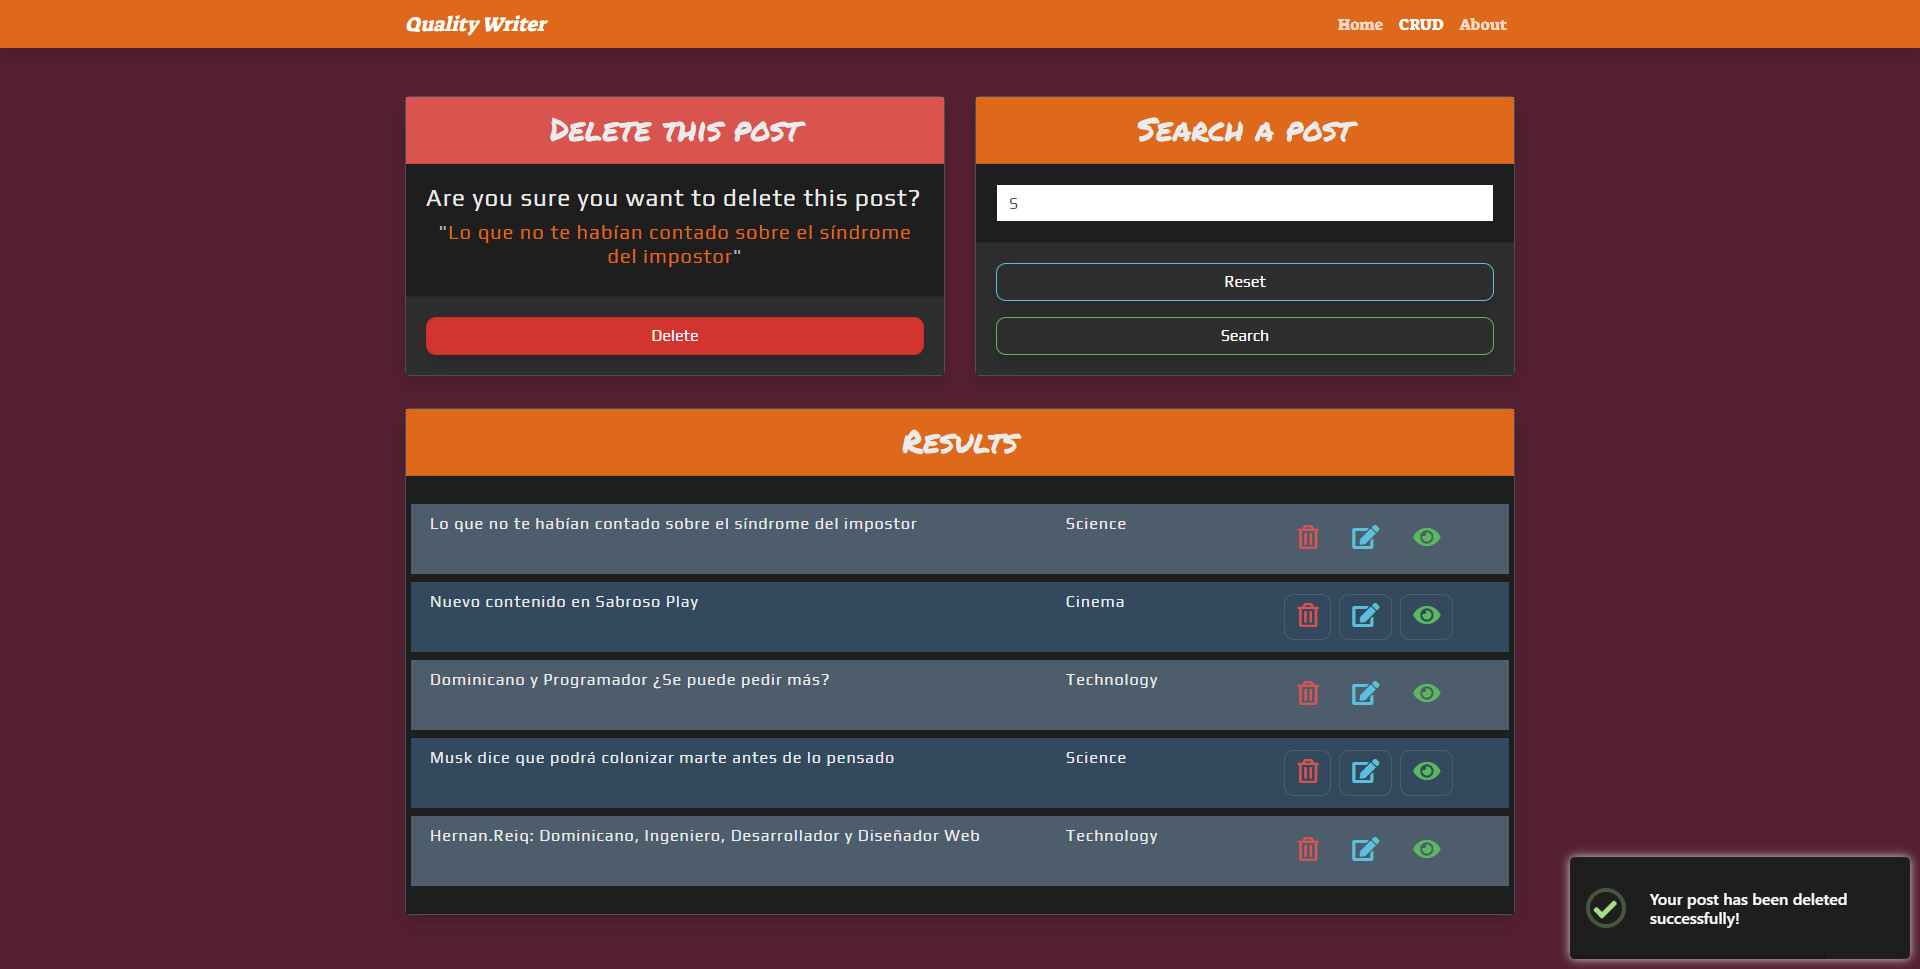 Quality Writer
Home CRUD About
Delete this post
Are you sure you want to delete this post?
"Lo que no te habían contado sobre el síndrome
del impostor"
Delete
Search a post
S
Reset
Search
Results
Lo que no te habían contado sobre el síndrome del impostor Science
Nuevo contenido en Sabroso Play Cinema
Dominicano y Programador ¿Se puede pedir más? Technology
Musk dice que podrá colonizar marte antes de lo pensado Science
Hernan.Reiq: Dominicano, Ingeniero, Desarrollador y Diseñador Web Technology
Your post has been deleted
successfully!